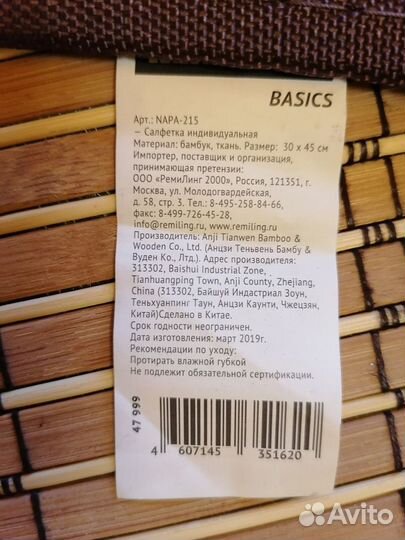 BASICS
Арт.: NAPA-215
— Салфетка индивидуальная
Материал: бамбук, ткань. Размер: 30 х 45 см
Импортер, поставщик и организация,
принимающая претензии:
ООО «РемиЛинг 2000», Россия, 121351, г.
Москва, ул. Молодогвардейская,
д. 58, стр. 3. Тел.: 8-495-258-84-66,
факс: 8-499-726-45-28,
info@remiling.ru, www.remiling.ru
Производитель: Anji Tianwen Bamboo &
Wooden Co., Ltd. (Анцзи Теньвень Бамбу &
Вуден Ко., Лтд.). Адрес производителя:
313302, Baishui Industrial Zone,
Tianhuangping Town, Anji County, Zhejiang,
China (313302, Байшуй Индастриал Зоун,
Теньхуанпинг Таун, Анцзи Каунти, Чжецзян,
Китай)Сделано в Китае.
Срок годности неограничен.
Дата изготовления: март 2019г.
Рекомендации по уходу:
Протирать влажной губкой
Не подлежит обязательной сертификации.
47 999
4 607145 351620
Avito